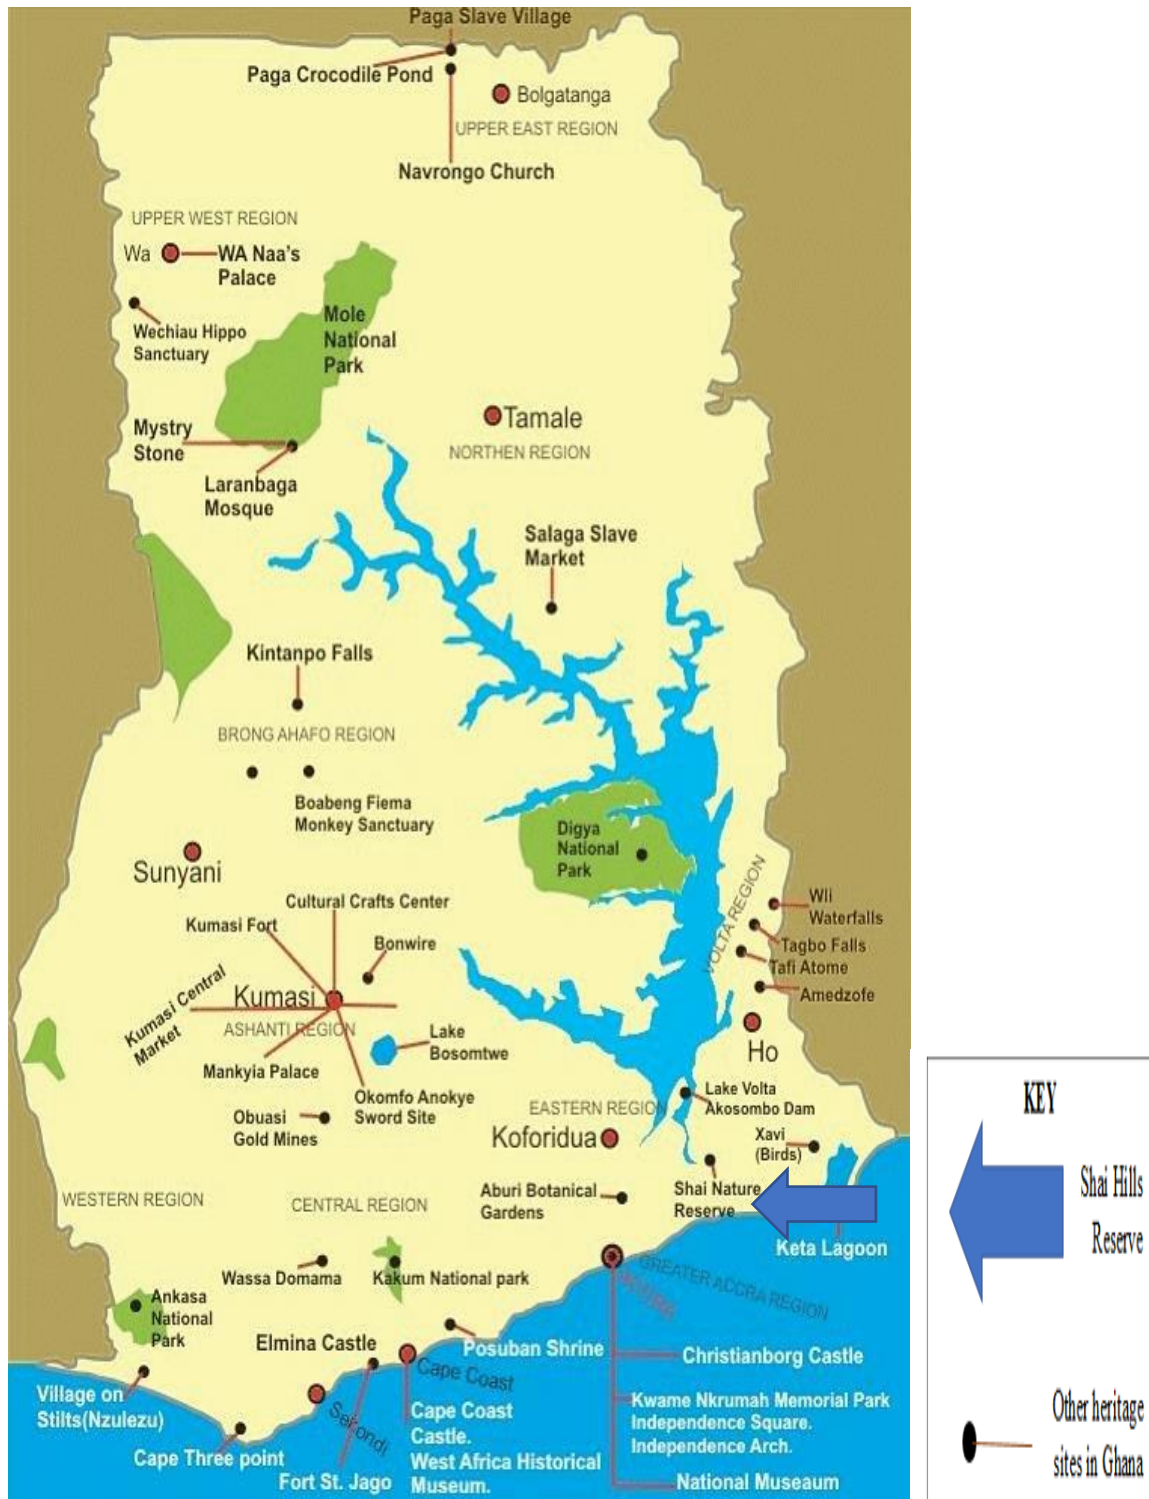 Paga Slave Village
Paga Crocodile Pond
Bolgatanga
UPPER EAST REGION
Navrongo Church
UPPER WEST REGION
Wa
WA Naa's
Palace
Wechiau Hippo
Sanctuary
Mole
National
Park
Mystry
Stone
Laranbaga
Mosque
Tamale
NORTHEN REGION
Salaga Slave
Market
Kintanpo Falls
BRONG AHAFO REGION
Boabeng Fiema
Monkey Sanctuary
Digya
National
Park
Sunyani
VOLTA REGION
Wli
Waterfalls
Tagbo Falls
Tafi Atome
Amedzofe
Cultural Crafts Center
Kumasi Fort
Bonwire
Kumasi
Kumasi Central
Market
ASHANTI REGION
Lake
Bosomtwe
Mankyia Palace
Okomfo Anokye
Sword Site
Obuasi
Gold Mines
Ho
Lake Volta
Akosombo Dam
EASTERN REGION
Koforidua
Xavi
(Birds)
Shai Nature
Reserve
Aburi Botanical
Gardens
Keta Lagoon
WESTERN REGION
CENTRAL REGION
Wassa Domama
Kakum National park
GREATER ACCRA REGION
Ankasa
National
Park
Elmina Castle
Posuban Shrine
Cape Coast
Sekondi
Village on
Stilts(Nzulezu)
Cape Three point
Fort St. Jago
Cape Coast
Castle.
West Africa Historical
Museum.
Christianborg Castle
Kwame Nkrumah Memorial Park
Independence Square.
Independence Arch.
National Museaum
KEY
Shai Hills
Reserve
Other heritage
sites in Ghana